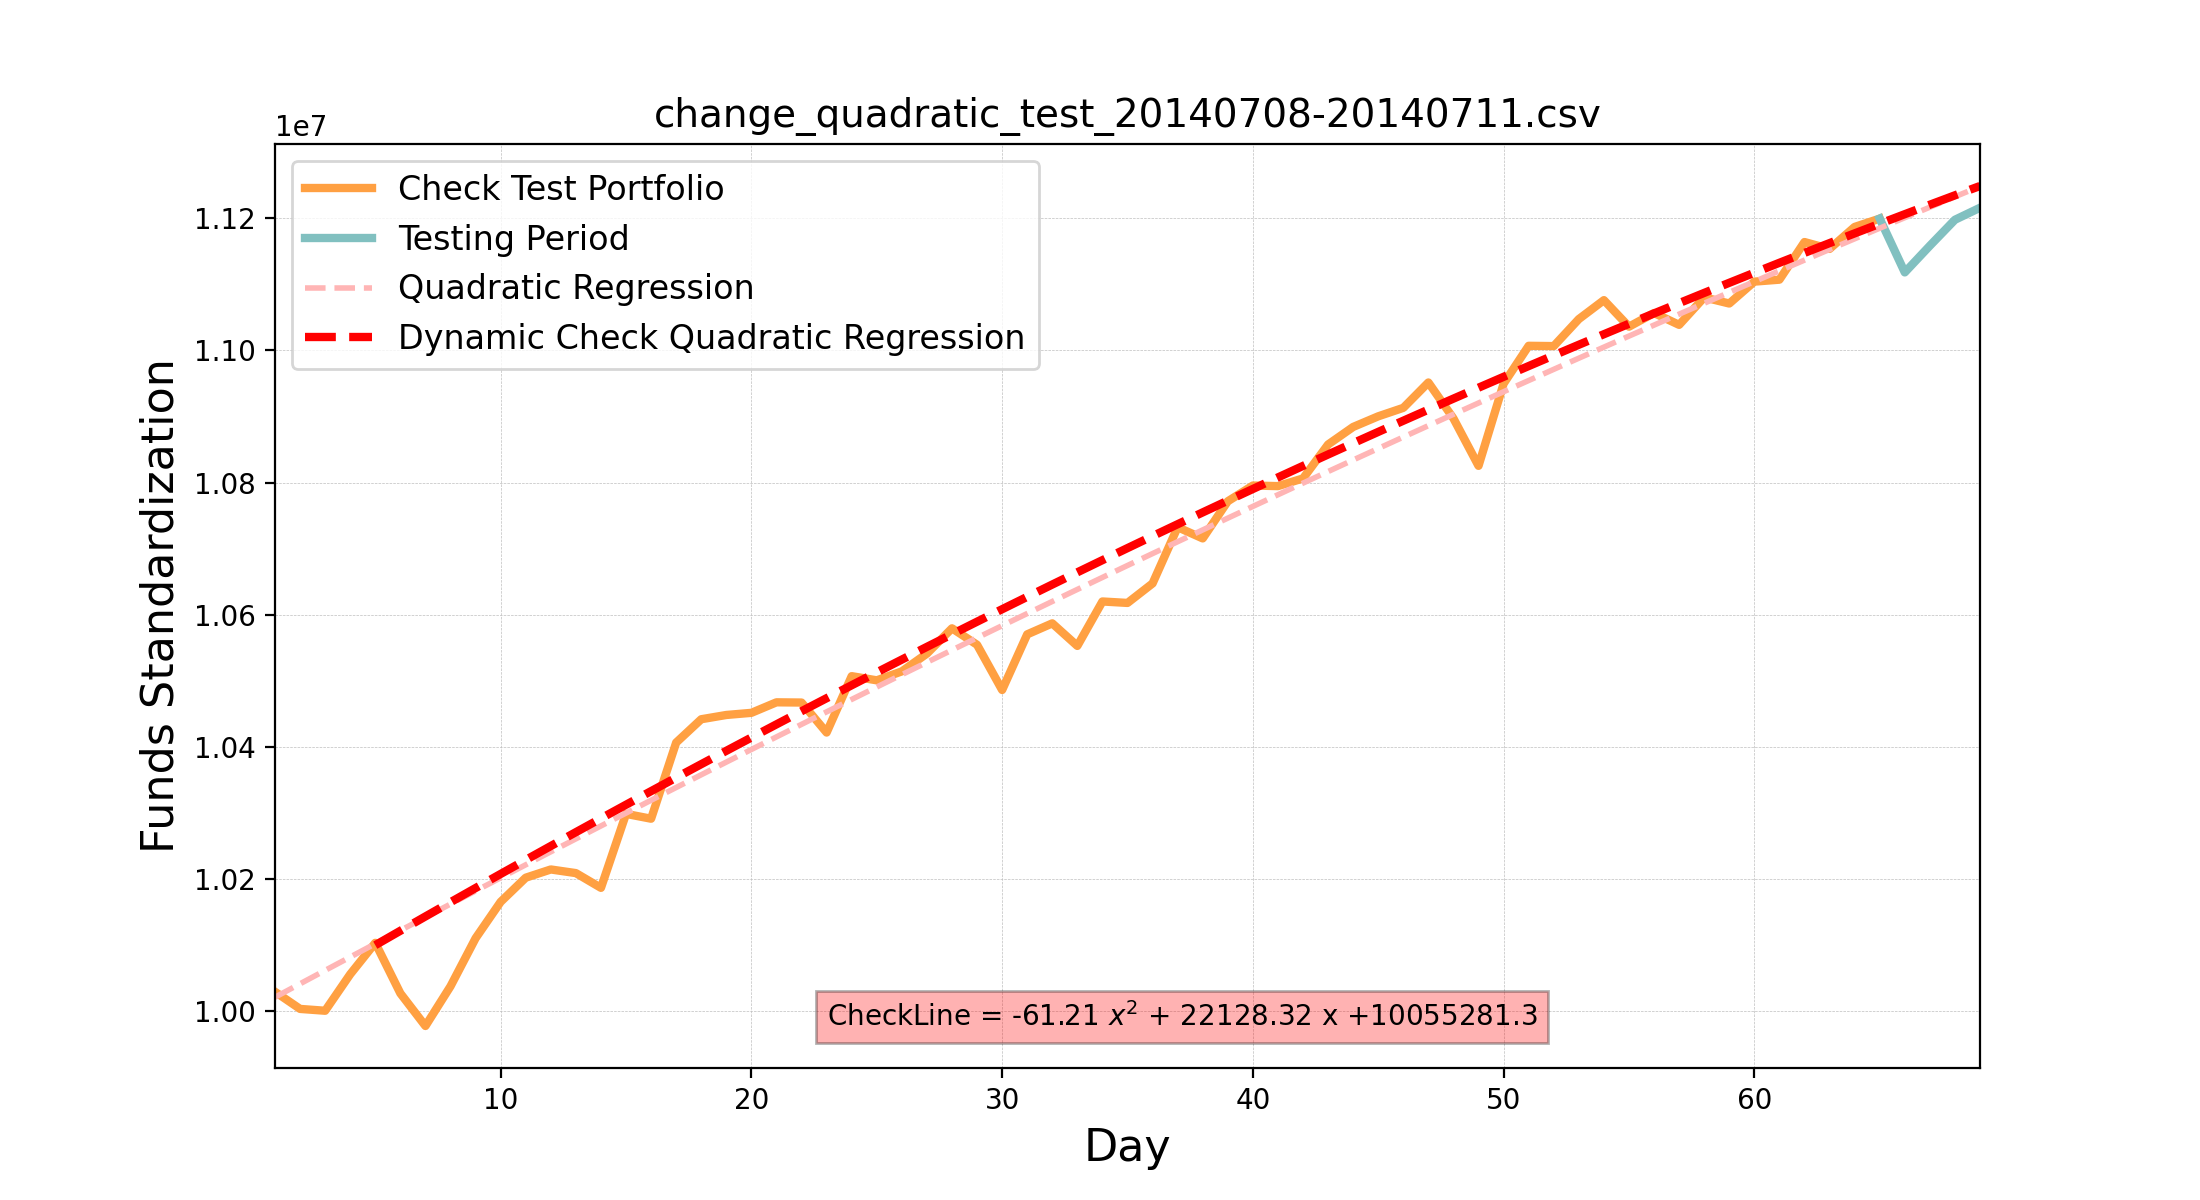 change_quadratic_test_20140708-20140711.csv
1e7
Check Test Portfolio
Testing Period
Quadratic Regression
Dynamic Check Quadratic Regression
1.12
1.10
1.08
1.06
1.04
1.02
1.00
Funds Standardization
CheckLine = -61.21 x² + 22128.32 x +10055281.3
10 20 30 40 50 60
Day